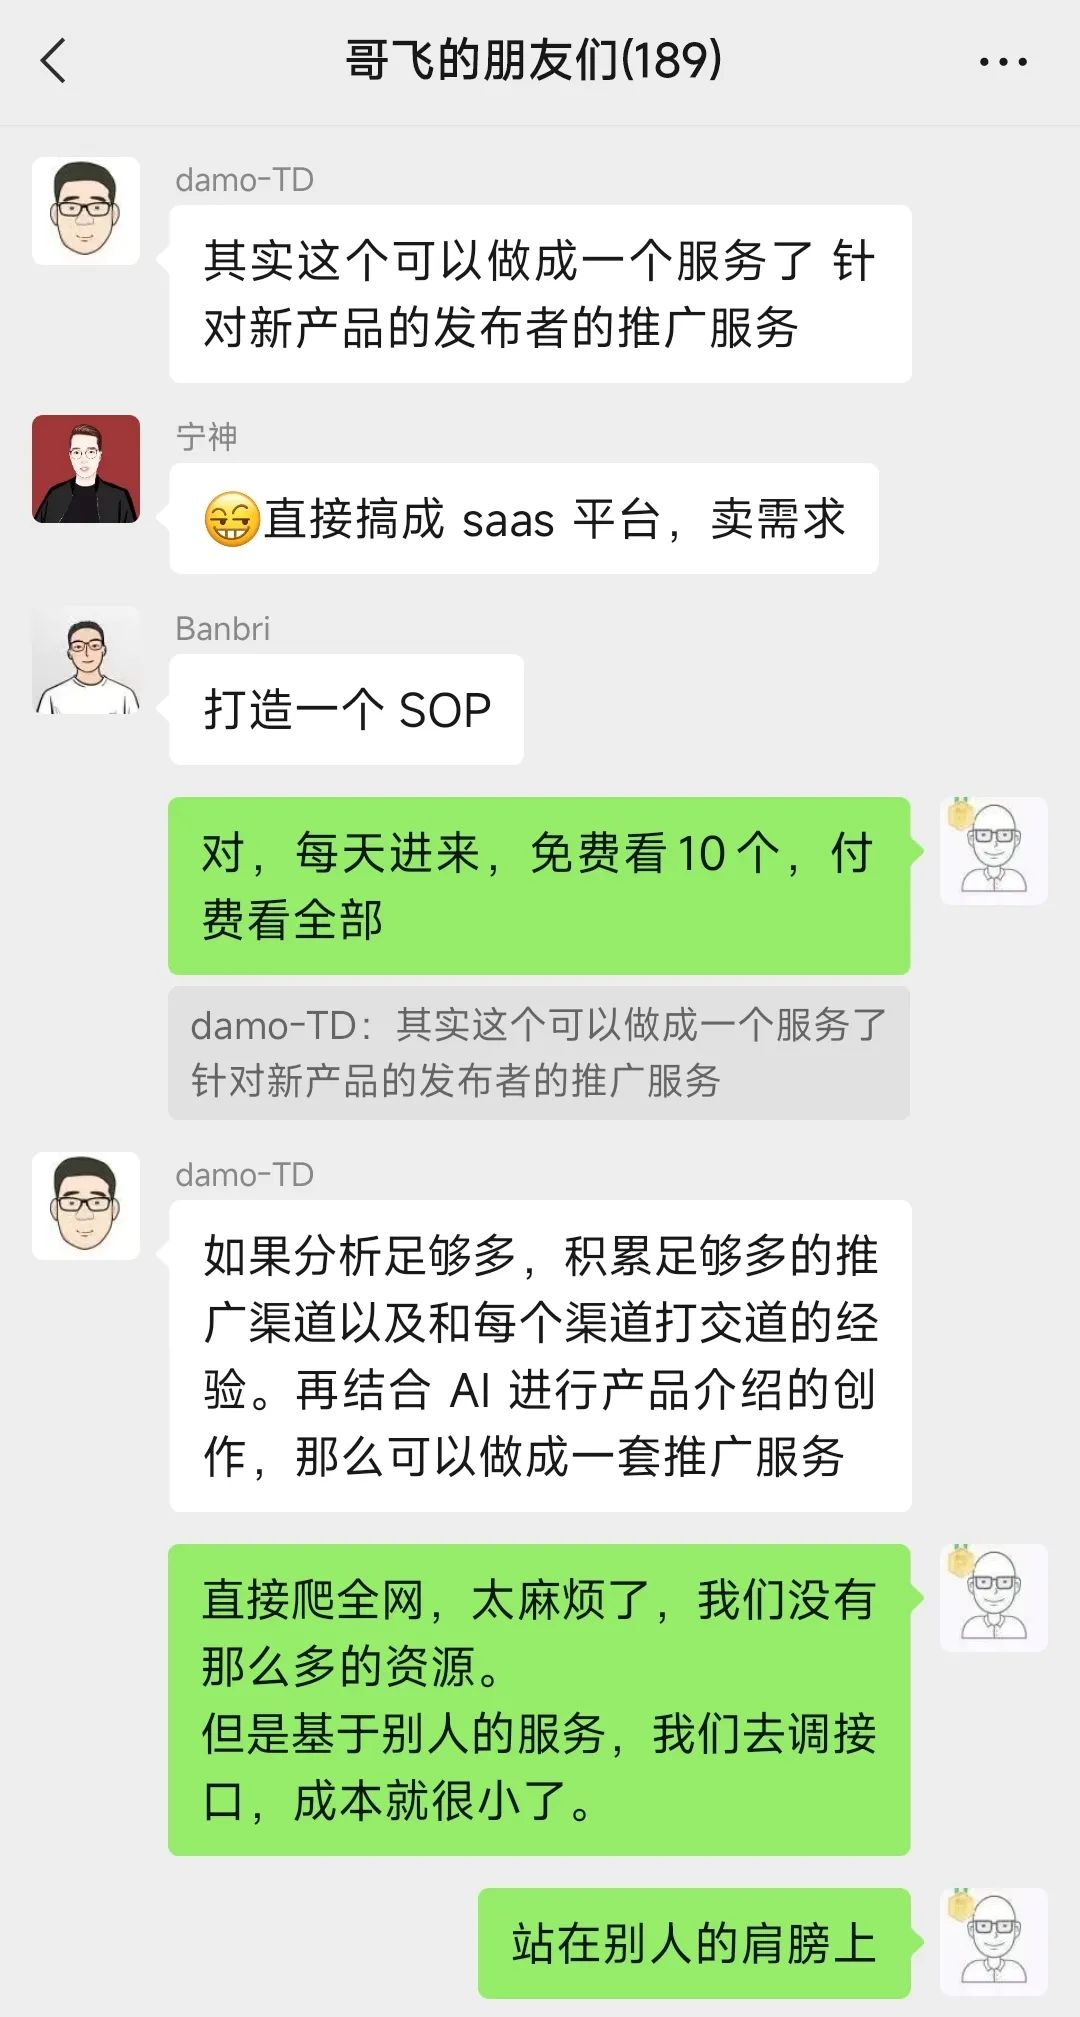 哥飞的朋友们(189)
damo-TD
其实这个可以做成一个服务了 针
对新产品的发布者的推广服务
宁神
😁直接搞成 saas 平台，卖需求
Banbri
打造一个 SOP
对，每天进来，免费看10个，付
费看全部
damo-TD：其实这个可以做成一个服务了
针对新产品的发布者的推广服务
damo-TD
如果分析足够多，积累足够多的推
广渠道以及和每个渠道打交道的经
验。再结合 AI 进行产品介绍的创
作，那么可以做成一套推广服务
直接爬全网，太麻烦了，我们没有
那么多的资源。
但是基于别人的服务，我们去调接
口，成本就很小了。
站在别人的肩膀上